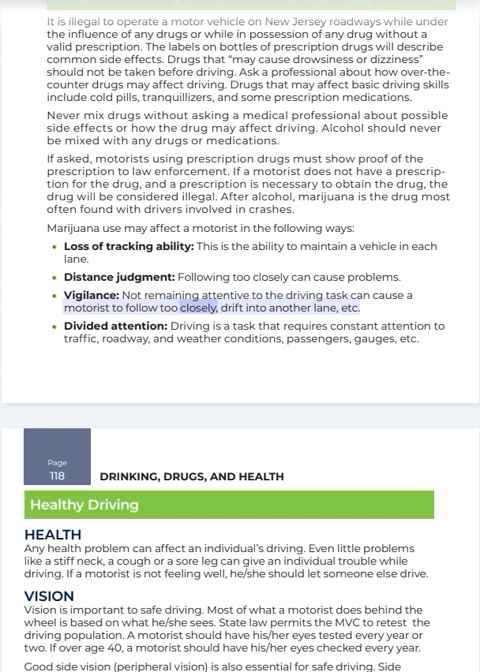 It is illegal to operate a motor vehicle on New Jersey roadways while under
the influence of any drugs or while in possession of any drug without a
valid prescription. The labels on bottles of prescription drugs will describe
common side effects. Drugs that “may cause drowsiness or dizziness”
should not be taken before driving. Ask a professional about how over-the-
counter drugs may affect driving. Drugs that may affect basic driving skills
include cold pills, tranquillizers, and some prescription medications.
Never mix drugs without asking a medical professional about possible
side effects or how the drug may affect driving. Alcohol should never
be mixed with any drugs or medications.
If asked, motorists using prescription drugs must show proof of the
prescription to law enforcement. If a motorist does not have a prescrip-
tion for the drug, and a prescription is necessary to obtain the drug, the
drug will be considered illegal. After alcohol, marijuana is the drug most
often found with drivers involved in crashes.
Marijuana use may affect a motorist in the following ways:
• Loss of tracking ability: This is the ability to maintain a vehicle in each
lane.
• Distance judgment: Following too closely can cause problems.
• Vigilance: Not remaining attentive to the driving task can cause a
motorist to follow too closely, drift into another lane, etc.
• Divided attention: Driving is a task that requires constant attention to
traffic, roadway, and weather conditions, passengers, gauges, etc.
Page
118
DRINKING, DRUGS, AND HEALTH
Healthy Driving
HEALTH
Any health problem can affect an individual’s driving. Even little problems
like a stiff neck, a cough or a sore leg can give an individual trouble while
driving. If a motorist is not feeling well, he/she should let someone else drive.
VISION
Vision is important to safe driving. Most of what a motorist does behind the
wheel is based on what he/she sees. State law permits the MVC to retest the
driving population. A motorist should have his/her eyes tested every year or
two. If over age 40, a motorist should have his/her eyes checked every year.
Good side vision (peripheral vision) is also essential for safe driving. Side